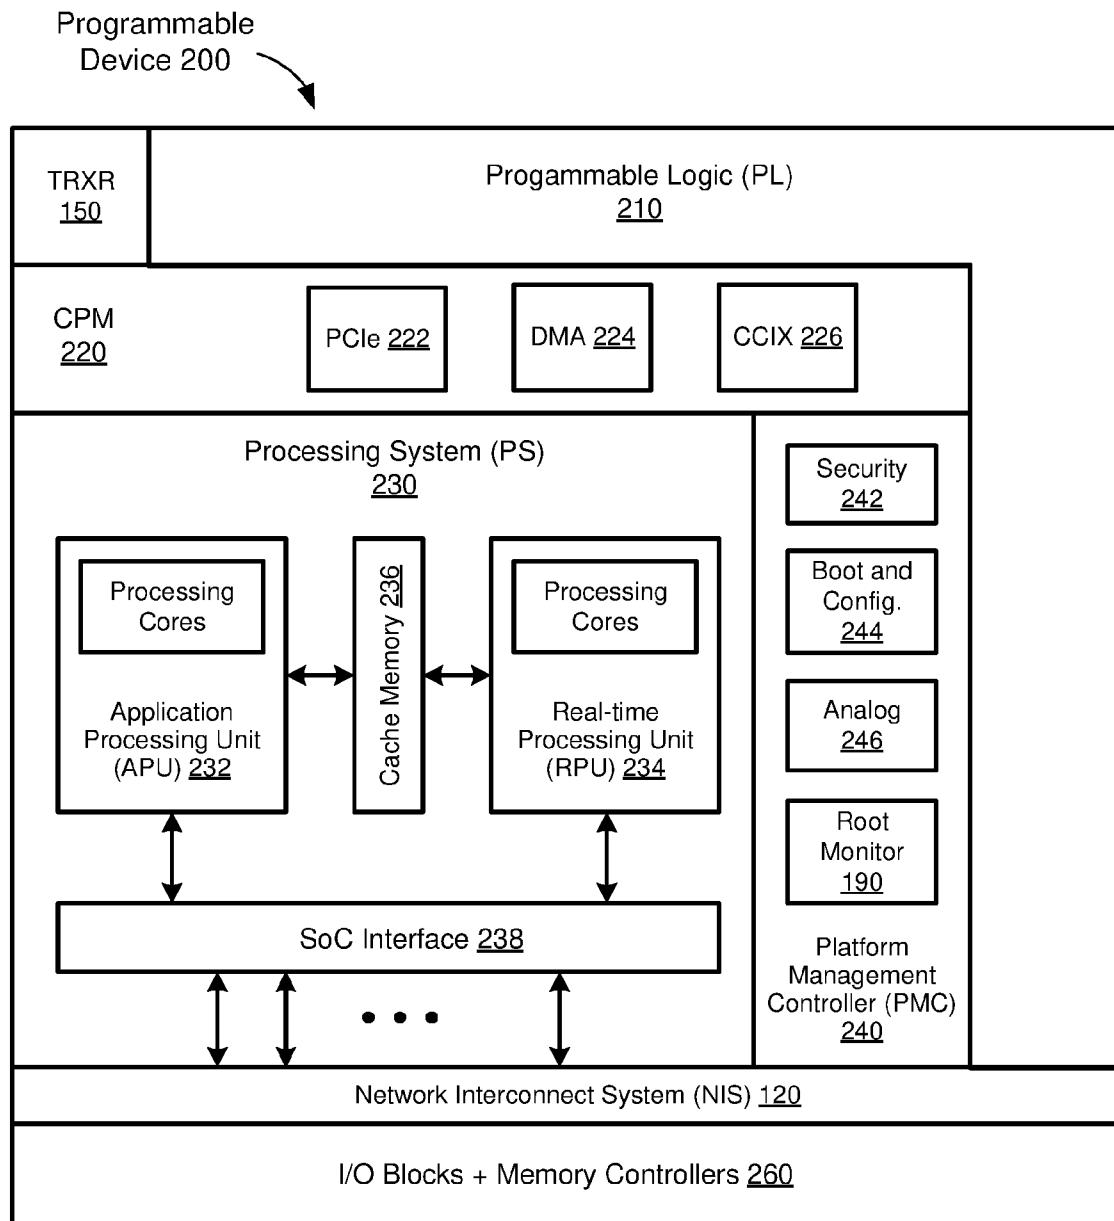 Programmable
Device 200
TRXR
150
Progammable Logic (PL)
210
CPM
220
PCIe 222
DMA 224
CCIX 226
Processing System (PS)
230
Processing
Cores
Application
Processing Unit
(APU) 232
Cache Memory 236
Processing
Cores
Real-time
Processing Unit
(RPU) 234
SoC Interface 238
Security
242
Boot and
Config.
244
Analog
246
Root
Monitor
190
Platform
Management
Controller (PMC)
240
Network Interconnect System (NIS) 120
I/O Blocks + Memory Controllers 260